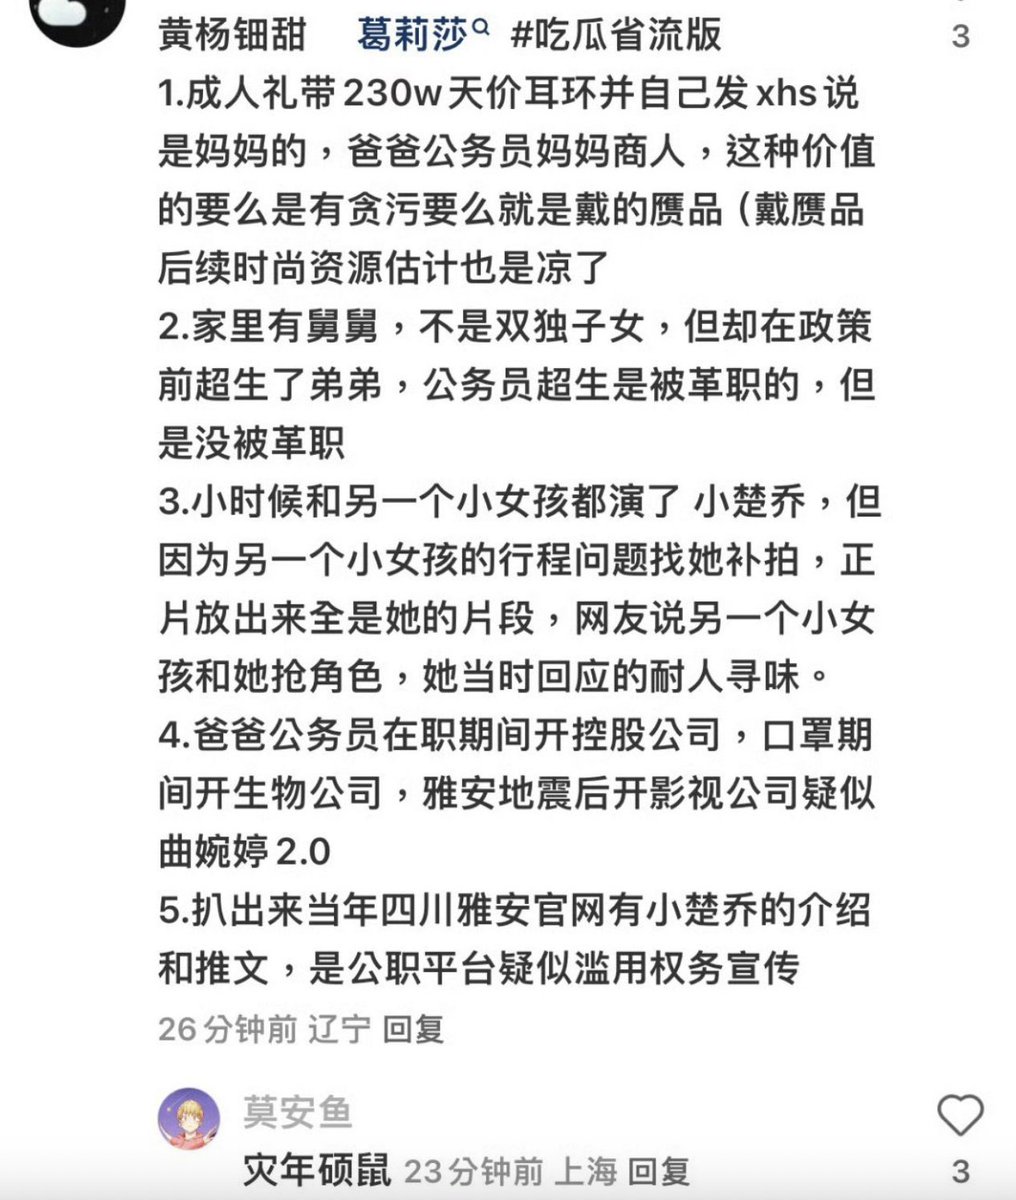 黄杨钿甜 葛莉莎 #吃瓜省流版
3
1.成人礼带230w天价耳环并自己发xhs说
是妈妈的，爸爸公务员妈妈商人，这种价值
的要么是有贪污要么就是戴的赝品（戴赝品
后续时尚资源估计也是凉了
2.家里有舅舅，不是双独子女，但却在政策
前超生了弟弟，公务员超生是被革职的，但
是没被革职
3.小时候和另一个小女孩都演了 小楚乔，但
因为另一个小女孩的行程问题找她补拍，正
片放出来全是她的片段，网友说另一个小女
孩和她抢角色，她当时回应的耐人寻味。
4.爸爸公务员在职期间开控股公司，口罩期
间开生物公司，雅安地震后开影视公司疑似
曲婉婷2.0
5.扒出来当年四川雅安官网有小楚乔的介绍
和推文，是公职平台疑似滥用权务宣传
26分钟前 辽宁 回复
莫安鱼
灾年硕鼠 23分钟前 上海 回复
3